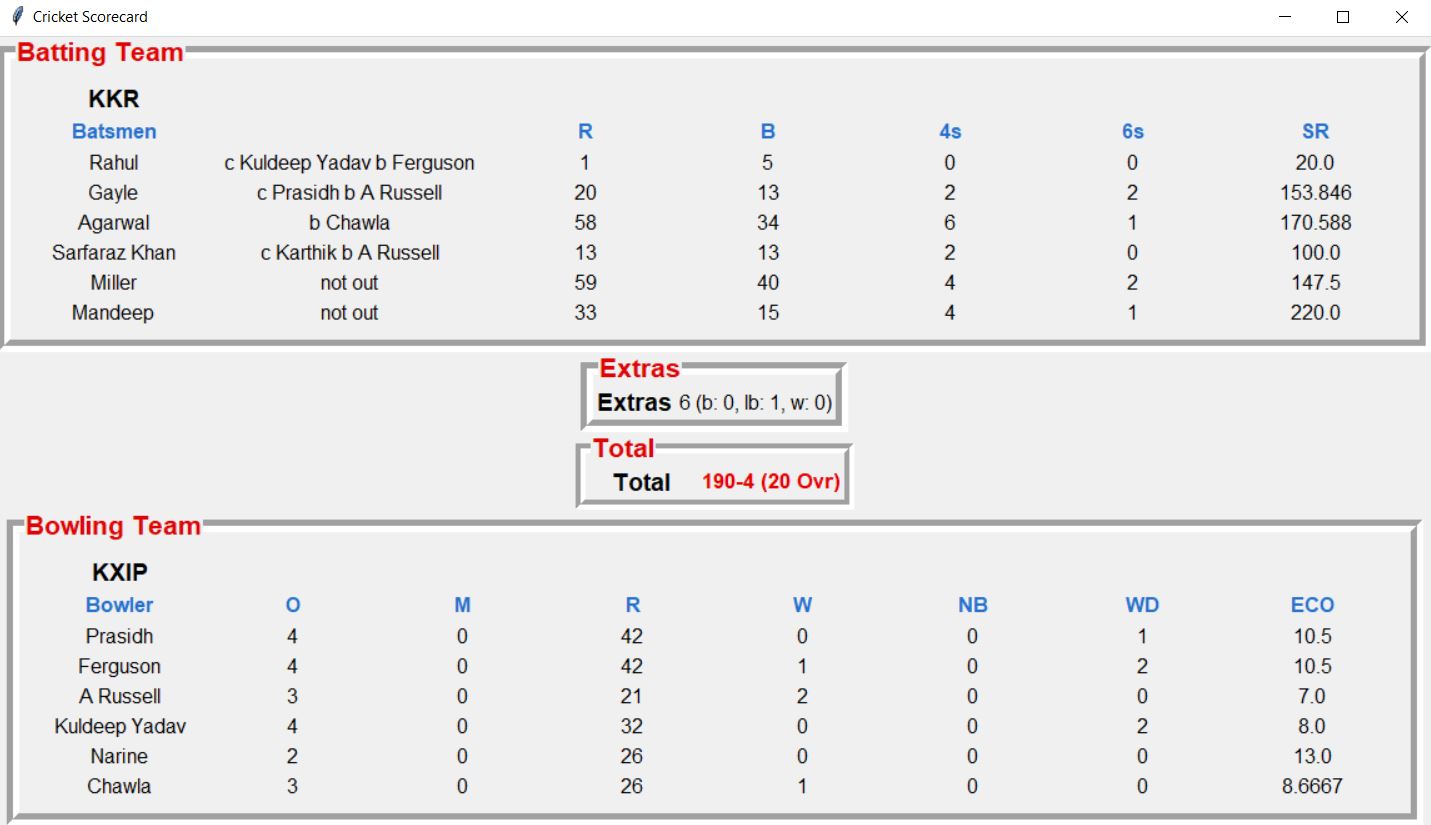 Cricket Scorecard
Batting Team
KKR
Batsmen R B 4s 6s SR
Rahul c Kuldeep Yadav b Ferguson 1 5 0 0 20.0
Gayle c Prasidh b A Russell 20 13 2 2 153.846
Agarwal b Chawla 58 34 6 1 170.588
Sarfaraz Khan c Karthik b A Russell 13 13 2 0 100.0
Miller not out 59 40 4 2 147.5
Mandeep not out 33 15 4 1 220.0
Extras
Extras 6 (b: 0, lb: 1, w: 0)
Total
Total 190-4 (20 Ovr)
Bowling Team
KXIP
Bowler O M R W NB WD ECO
Prasidh 4 0 42 0 0 1 10.5
Ferguson 4 0 42 1 0 2 10.5
A Russell 3 0 21 2 0 0 7.0
Kuldeep Yadav 4 0 32 0 0 2 8.0
Narine 2 0 26 0 0 0 13.0
Chawla 3 0 26 1 0 0 8.6667